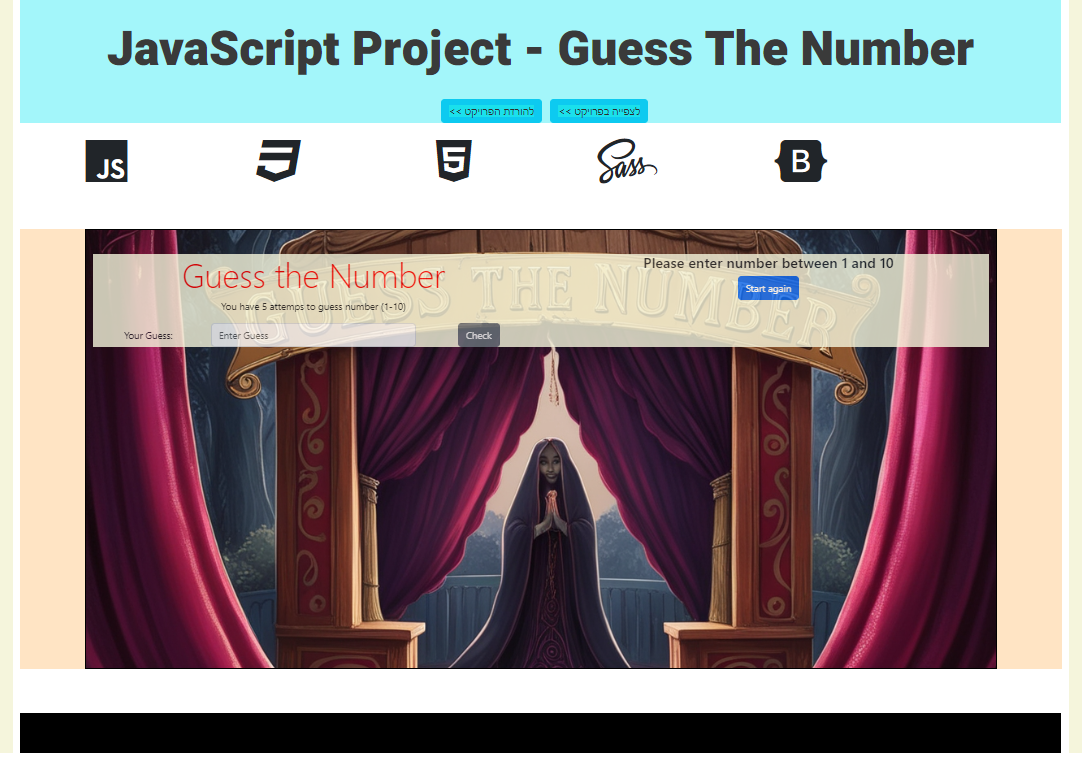 JavaScript Project - Guess The Number
להורדת הפרויקט >>
לצפייה בפרויקט >>
JS
Sass
B
GUESS THE NUMBER
Guess the Number
You have 5 attemps to guess number (1-10)
Your Guess:
Enter Guess
Check
Please enter number between 1 and 10
Start again